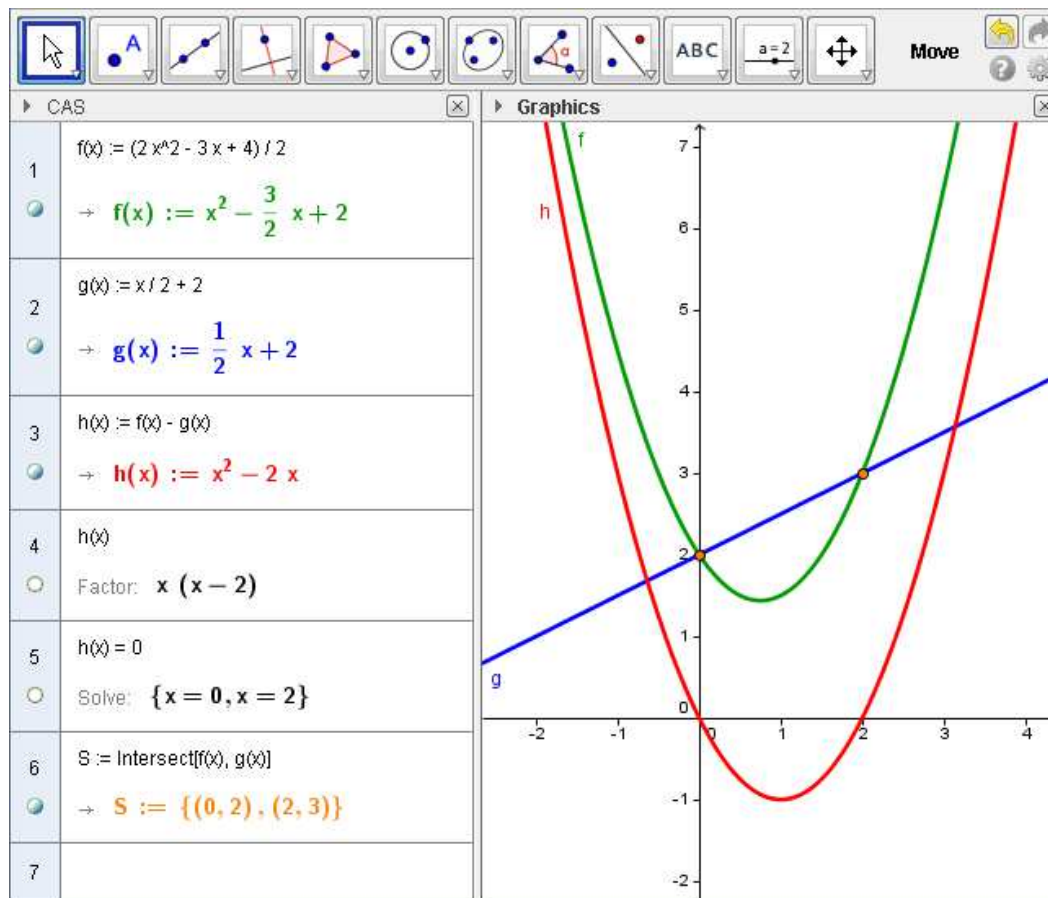 A
α
ABC
a=2
Move
?
CAS
Graphics
1
f(x) := (2 x^2 - 3 x + 4) / 2
→ f(x) := x² − 3/2 x + 2
2
g(x) := x / 2 + 2
→ g(x) := 1/2 x + 2
3
h(x) := f(x) - g(x)
→ h(x) := x² − 2 x
4
h(x)
Factor: x (x − 2)
5
h(x) = 0
Solve: {x = 0, x = 2}
6
S := Intersect[f(x), g(x)]
→ S := {(0, 2) , (2, 3)}
7
f
h
g
7
6
5
4
3
2
1
0
-1
-2
-2 -1 0 1 2 3 4